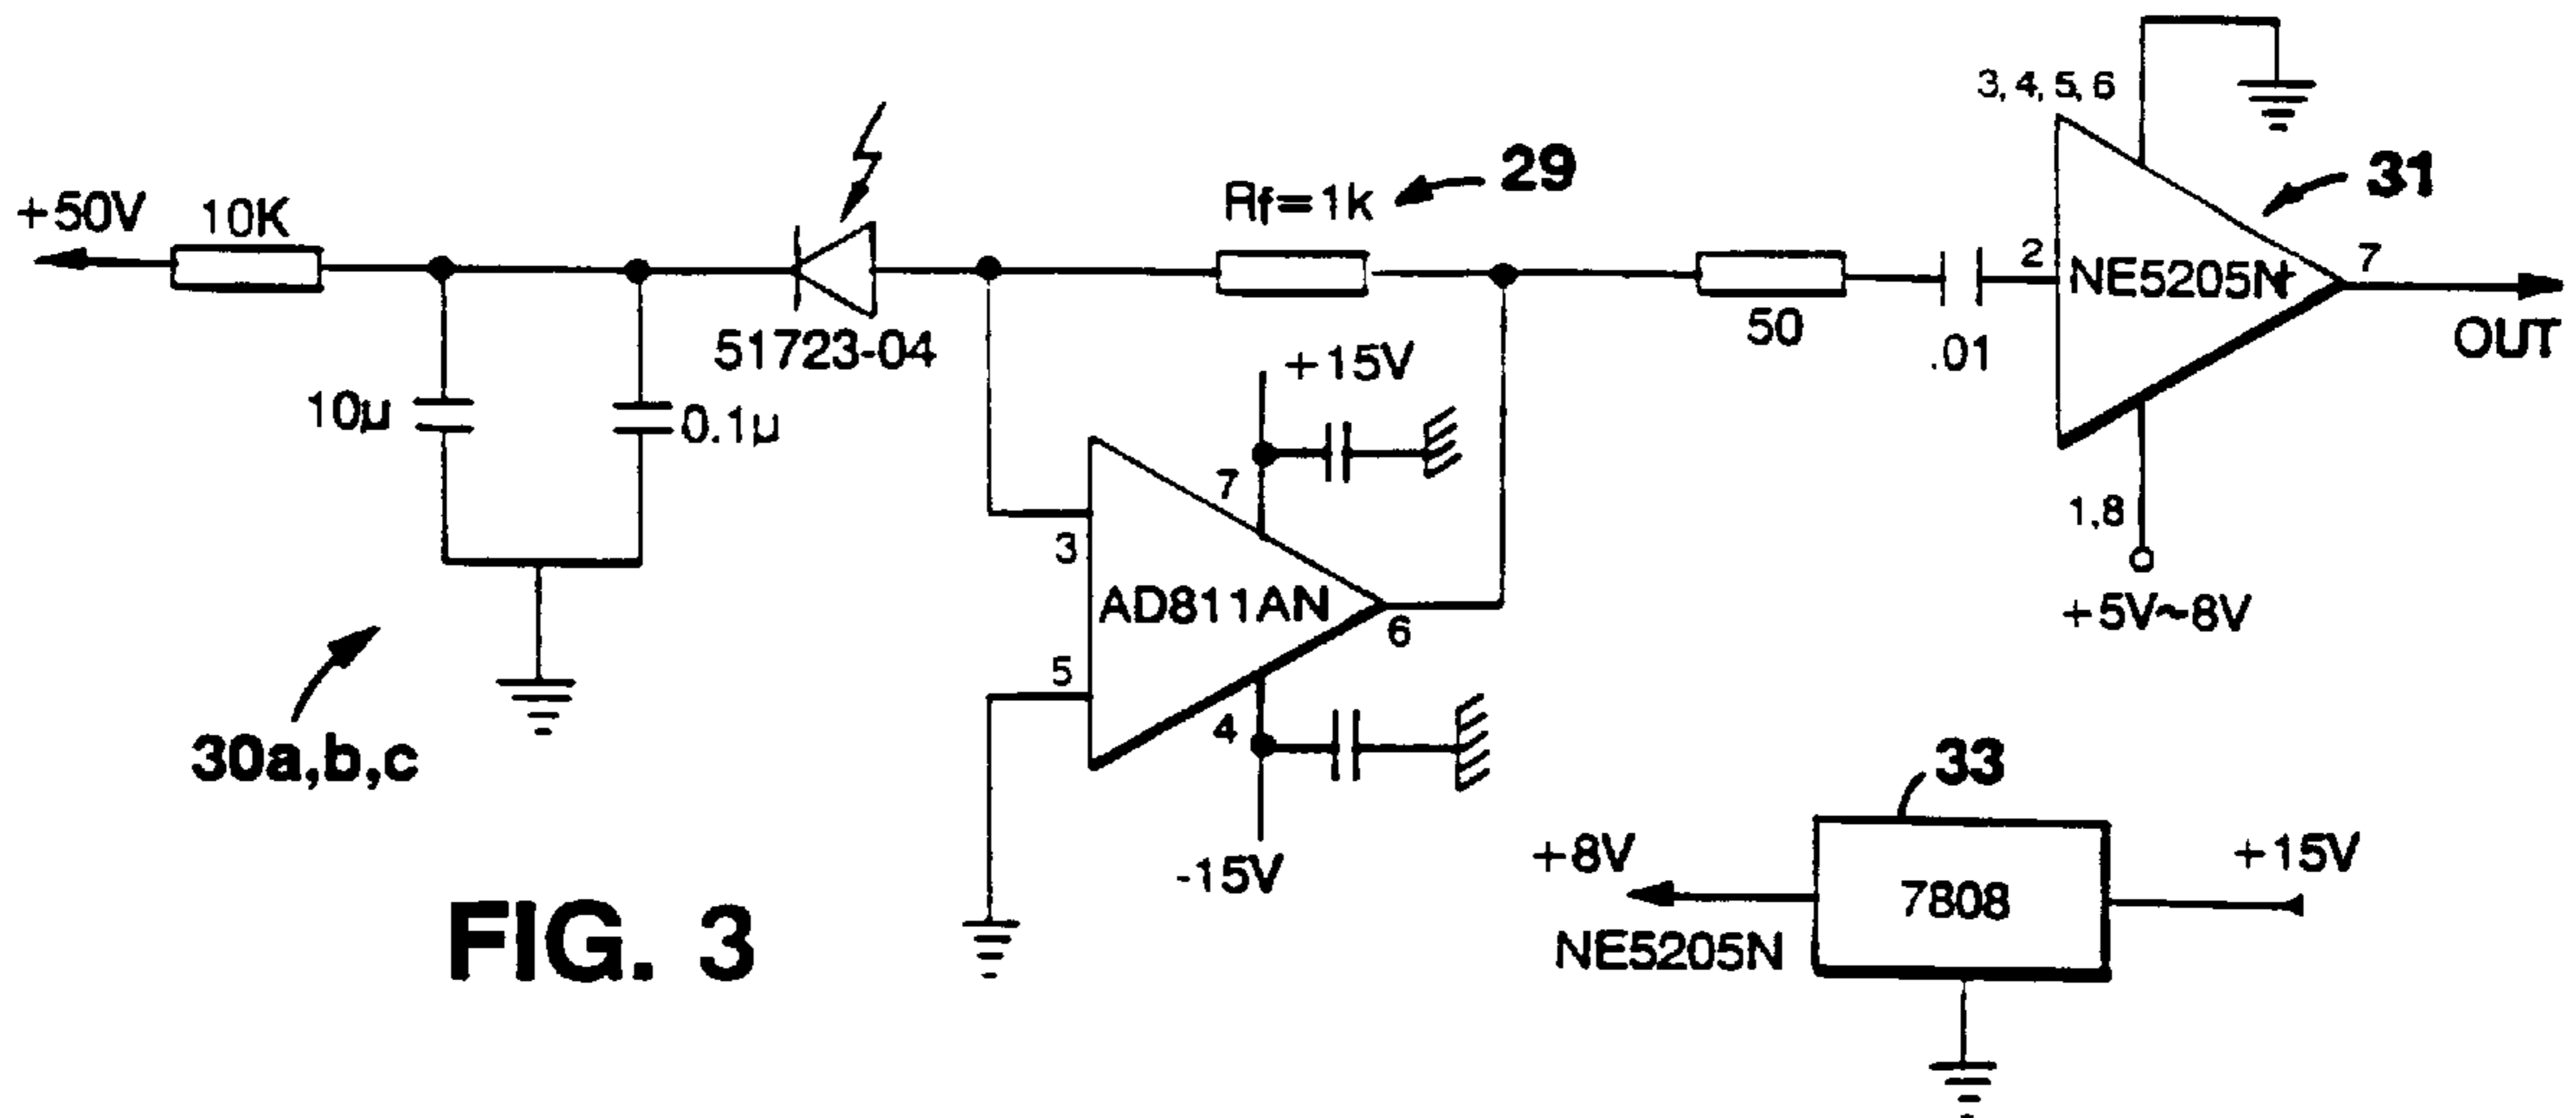 3, 4, 5, 6
+50V
10K
Rf=1k
29
31
2
NE5205N
+
7
OUT
51723-04
50
.01
10µ
0.1µ
+15V
7
3
AD811AN
6
5
4
-15V
1,8
+5V~8V
30a,b,c
33
+8V
7808
+15V
NE5205N
FIG. 3